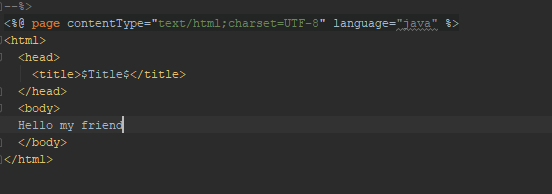 --%>
<%@ page contentType="text/html;charset=UTF-8" language="java" %>
<html>
  <head>
    <title>$Title$</title>
  </head>
  <body>
  Hello my friend
  </body>
</html>